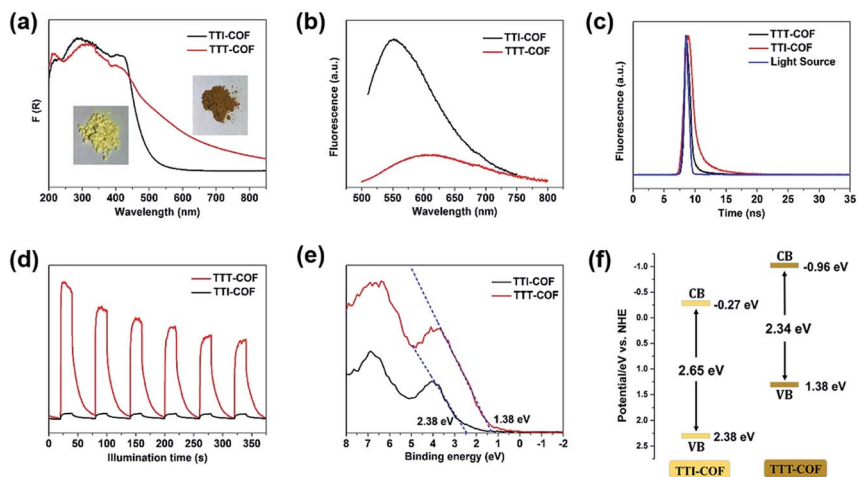 (a)
TTI-COF
TTT-COF
F (R)
200 300 400 500 600 700 800
Wavelength (nm)
(b)
TTI-COF
TTT-COF
Fluorescence (a.u.)
500 550 600 650 700 750 800
Wavelength (nm)
(c)
TTT-COF
TTI-COF
Light Source
Fluorescence (a.u.)
0 5 10 15 20 25 30 35
Time (ns)
(d)
TTT-COF
TTI-COF
Current intensity
0 50 100 150 200 250 300 350
Illumination time (s)
(e)
TTI-COF
TTT-COF
2.38 eV
1.38 eV
8 7 6 5 4 3 2 1 0 -1 -2
Binding energy (eV)
(f)
Potential/eV vs. NHE
-1.0
-0.5
0.0
0.5
1.0
1.5
2.0
2.5
CB
-0.27 eV
2.65 eV
VB
2.38 eV
TTI-COF
CB
-0.96 eV
2.34 eV
VB
1.38 eV
TTT-COF